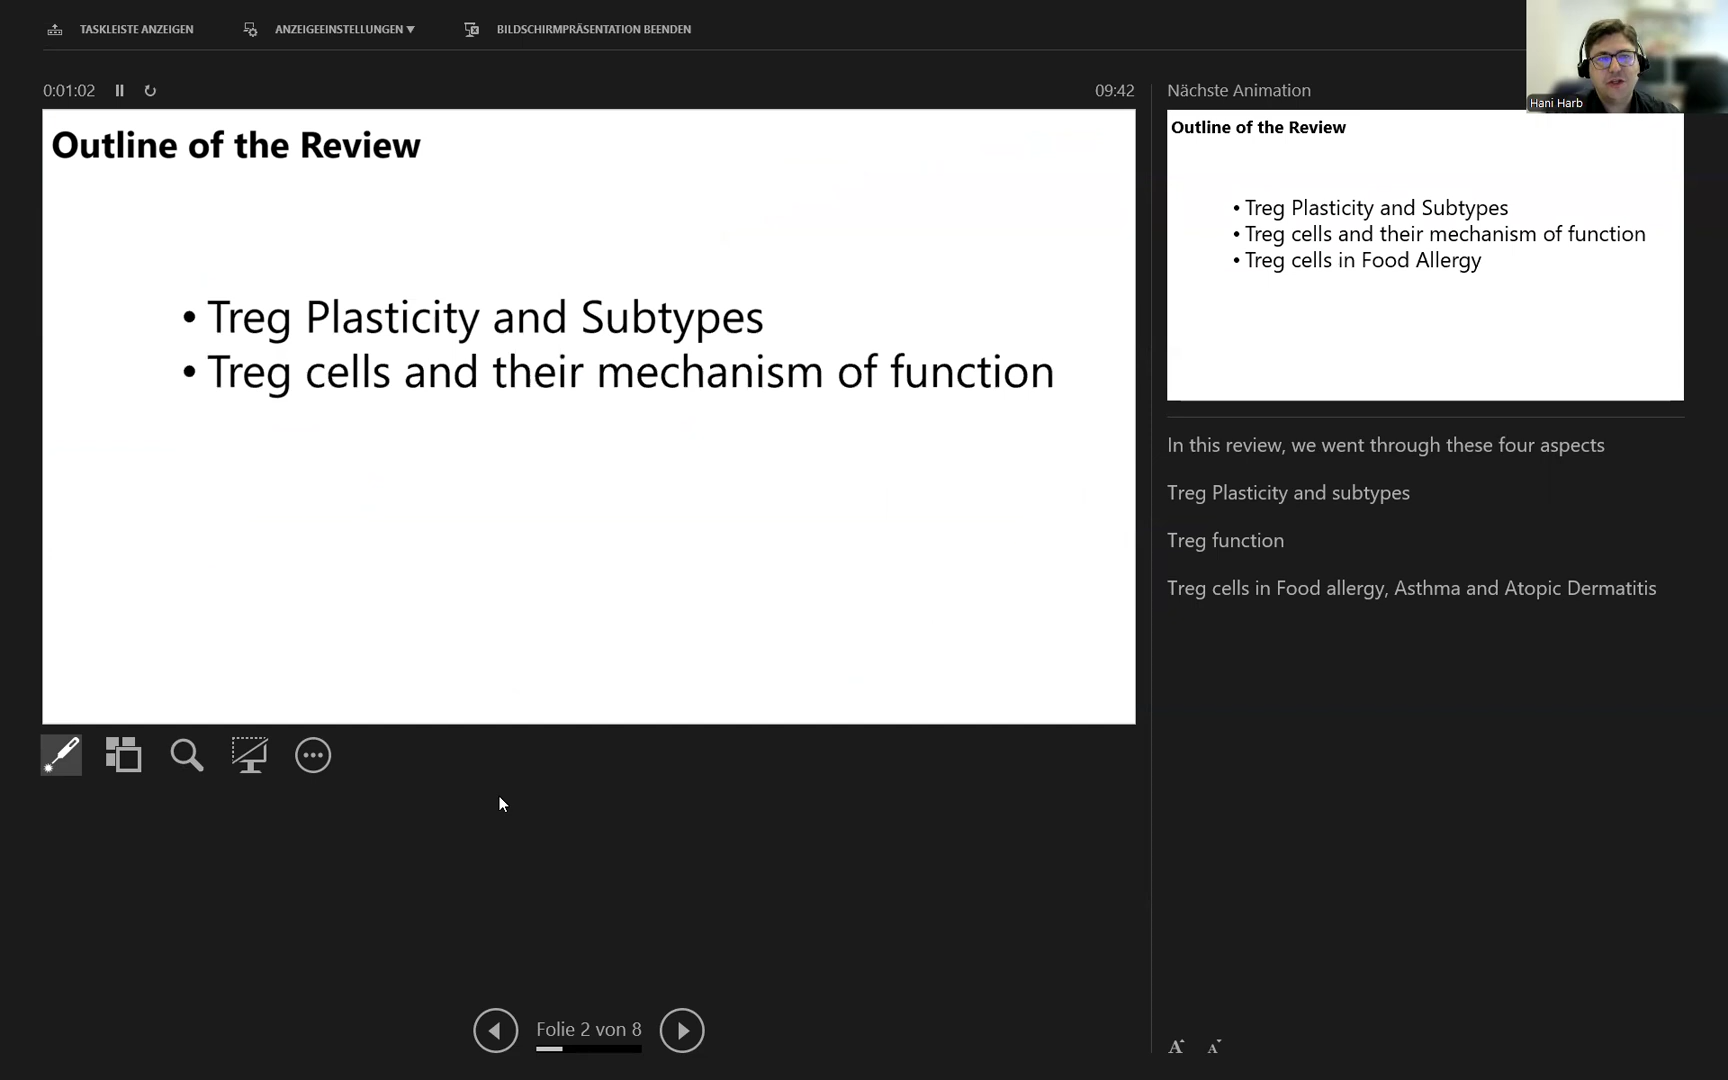 TASKLEISTE ANZEIGEN
ANZEIGEEINSTELLUNGEN ▼
BILDSCHIRMPRÄSENTATION BEENDEN
Hani Harb
0:01:02
09:42
Outline of the Review
• Treg Plasticity and Subtypes
• Treg cells and their mechanism of function
Nächste Animation
Outline of the Review
• Treg Plasticity and Subtypes
• Treg cells and their mechanism of function
• Treg cells in Food Allergy
In this review, we went through these four aspects
Treg Plasticity and subtypes
Treg function
Treg cells in Food allergy, Asthma and Atopic Dermatitis
Folie 2 von 8
A A